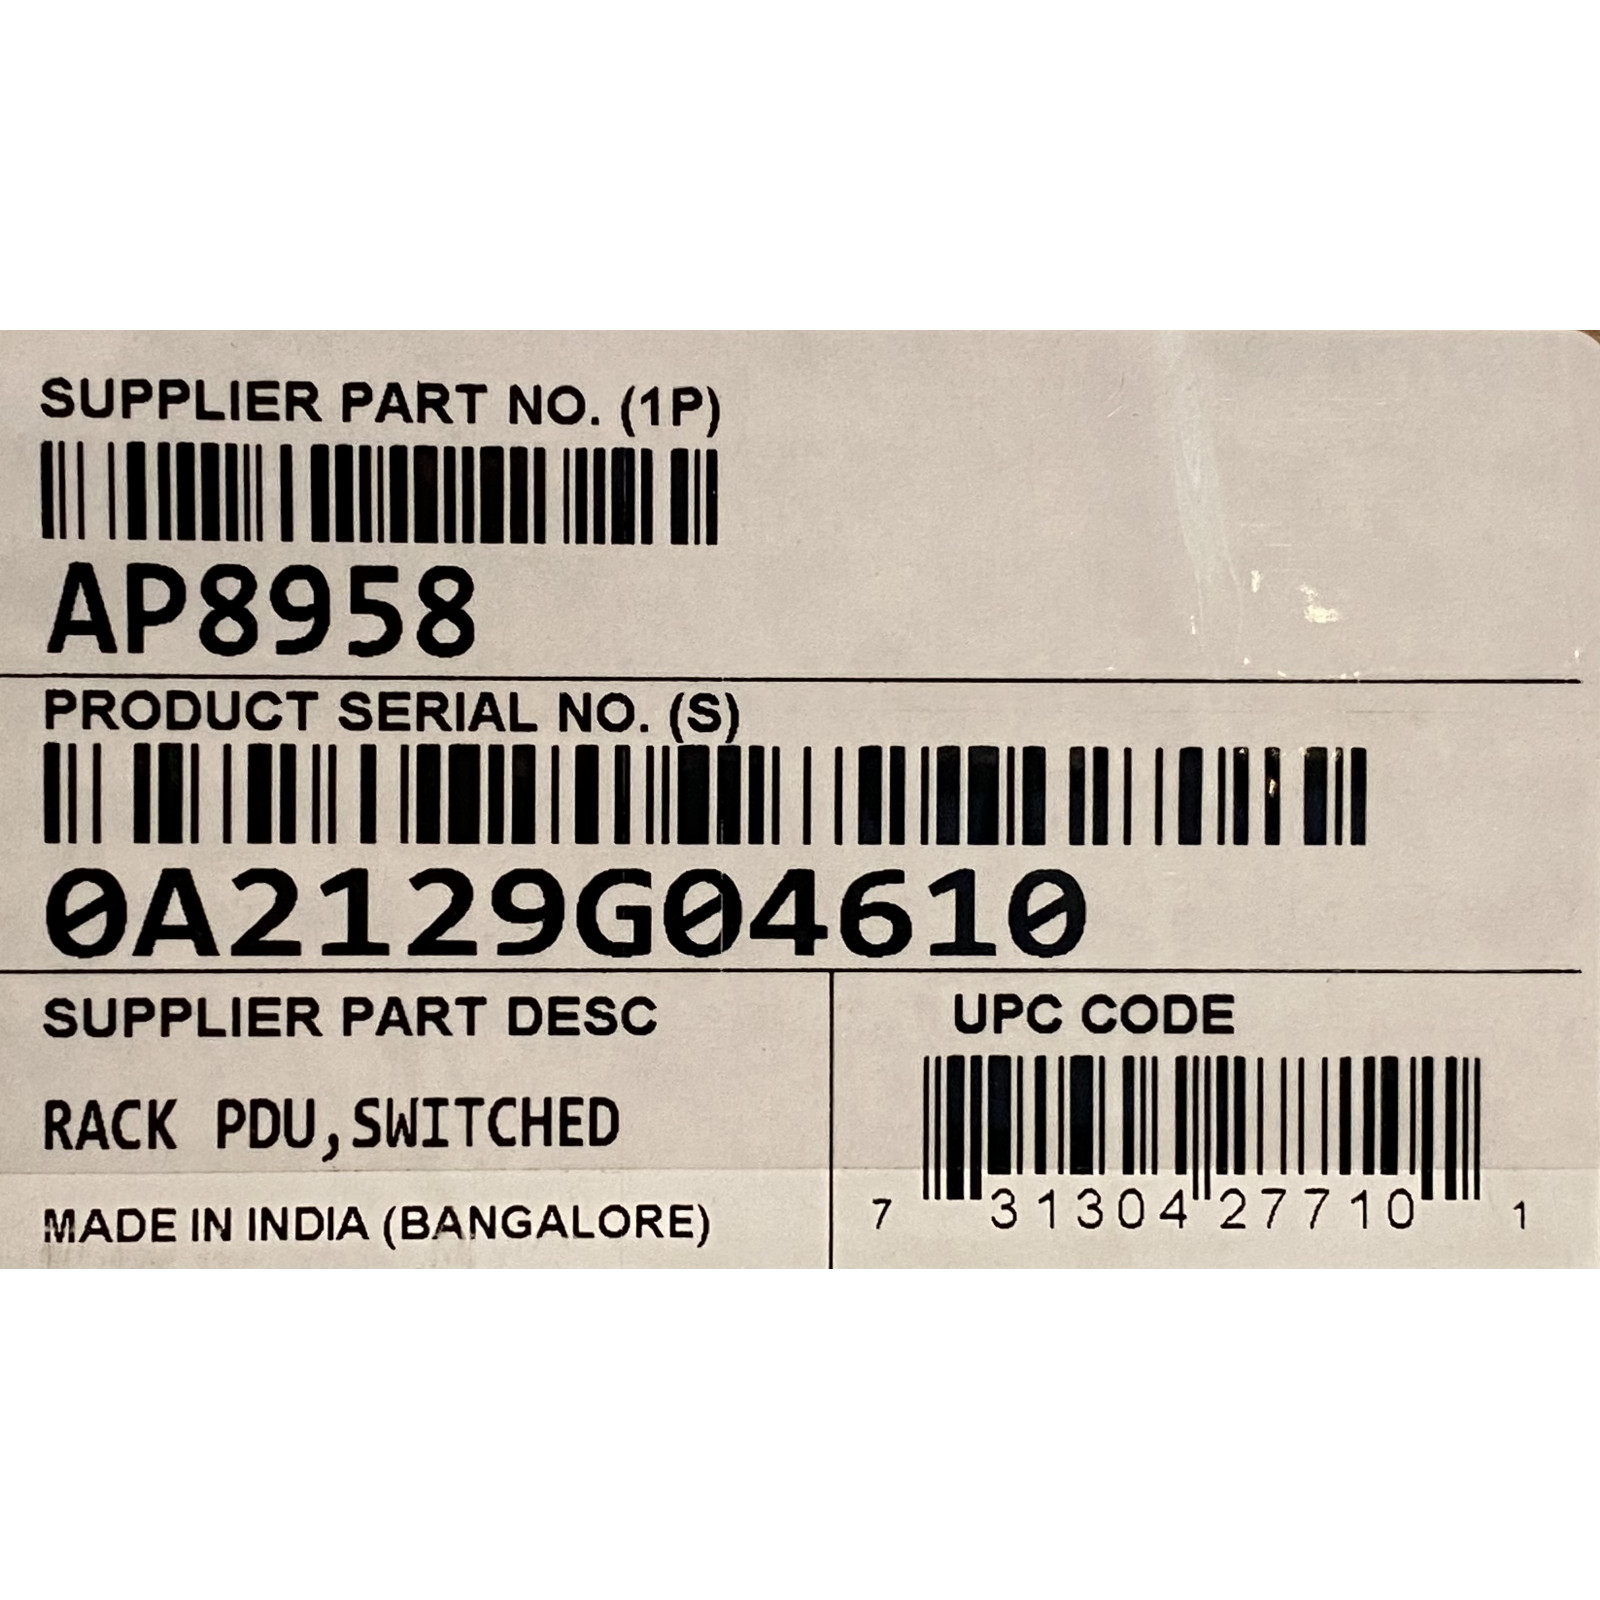 SUPPLIER PART NO. (1P)
AP8958
PRODUCT SERIAL NO. (S)
0A2129G04610
SUPPLIER PART DESC
RACK PDU,SWITCHED
MADE IN INDIA (BANGALORE)
UPC CODE
7 31304 27710 1